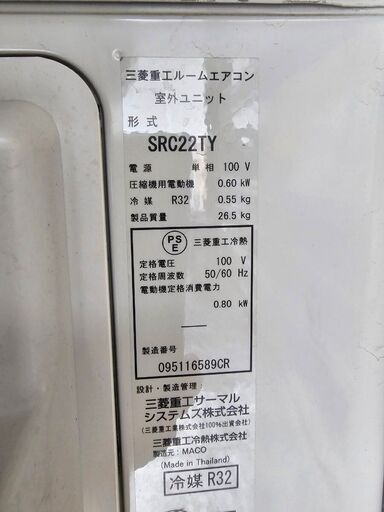 三菱重工ルームエアコン
室外ユニット
形式
SRC22TY
電源 単相 100 V
圧縮機用電動機 0.60 kW
冷媒 R32 0.55 kg
製品質量 26.5 kg
PSE 三菱重工冷熱
定格電圧 100 V
定格周波数 50/60 Hz
電動機定格消費電力
0.80 kW
製造番号
095116589CR
設計・製造管理:
三菱重工サーマル
システムズ株式会社
(三菱重工業株式会社100%出資会社)
三菱重工冷熱株式会社
製造元:MACO
(Made in Thailand)
冷媒 R32